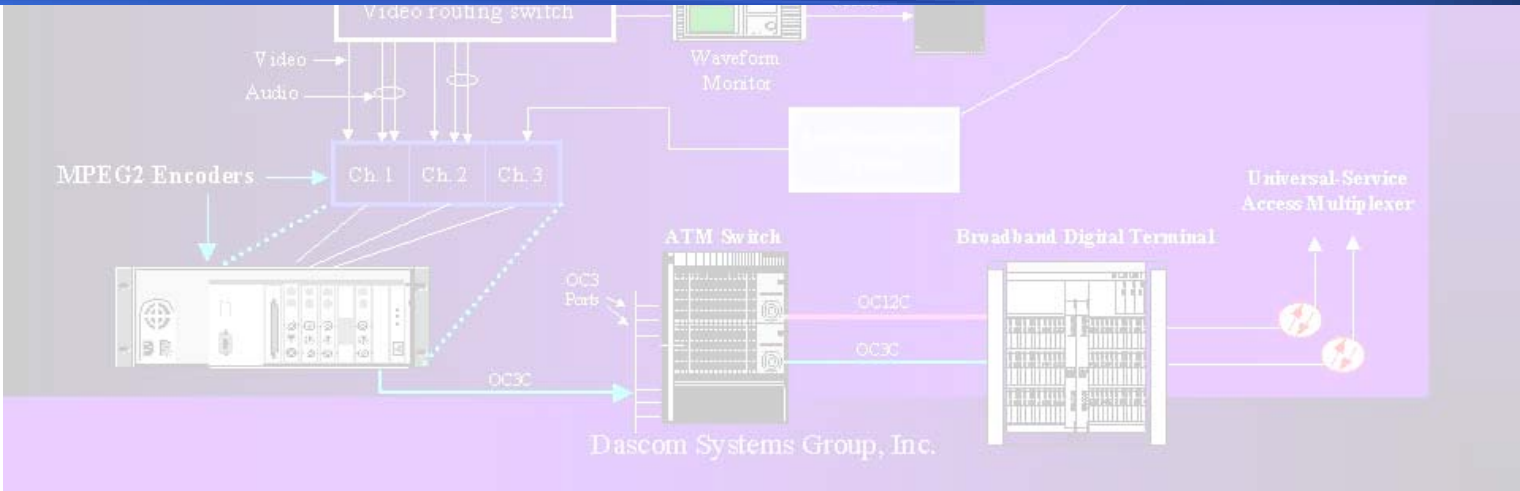 Video routing switch
Video
Audio
Waveform
Monitor
MPEG2 Encoders
Ch. 1
Ch. 2
Ch. 3
Universal-Service
Access Multiplexer
ATM Switch
Broadband Digital Terminal
OC3
Ports
OC12C
OC3C
OC3C
Dascom Systems Group, Inc.